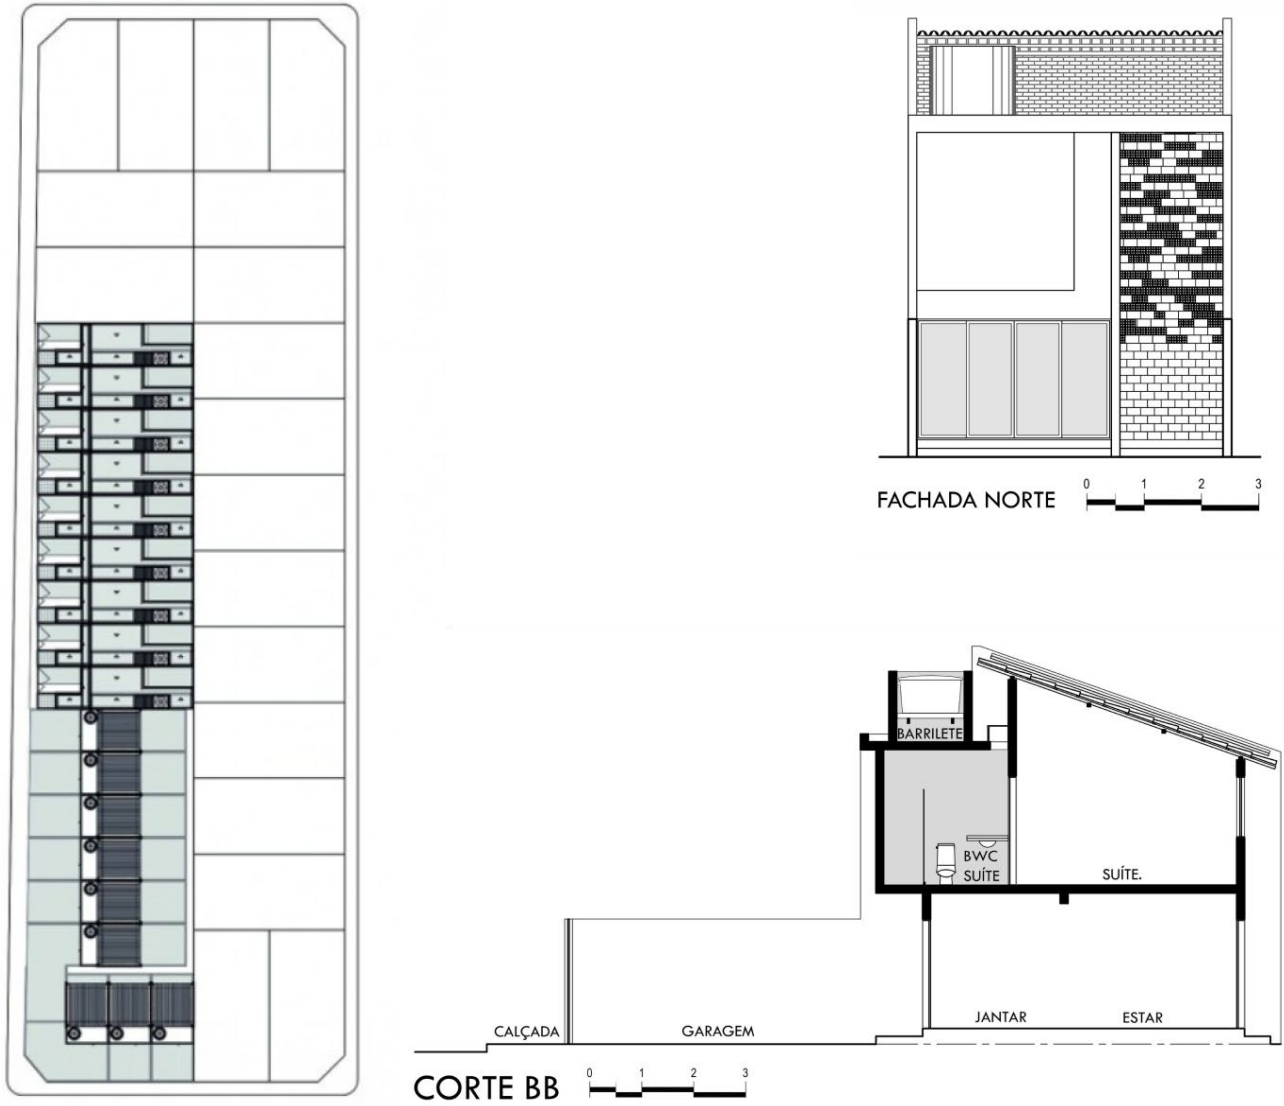 FACHADA NORTE
0 1 2 3
BARRILETE
BWC
SUÍTE
SUÍTE.
JANTAR ESTAR
CALÇADA GARAGEM
CORTE BB
0 1 2 3